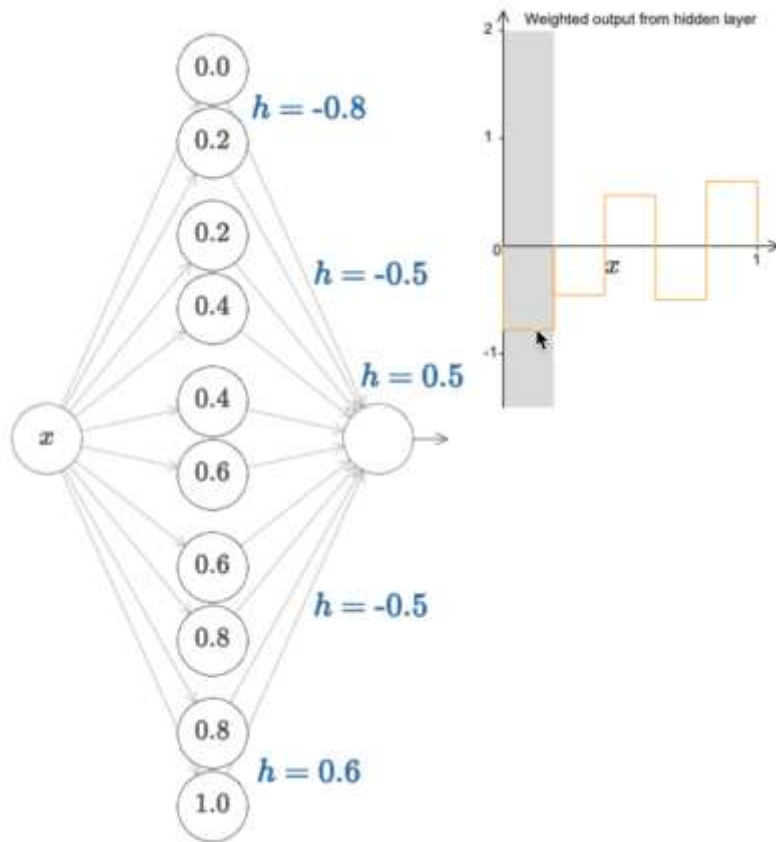 0.0
h = -0.8
0.2
0.2
h = -0.5
0.4
h = 0.5
0.4
x
0.6
0.6
h = -0.5
0.8
0.8
h = 0.6
1.0
Weighted output from hidden layer
2
1
0
x
1
-1